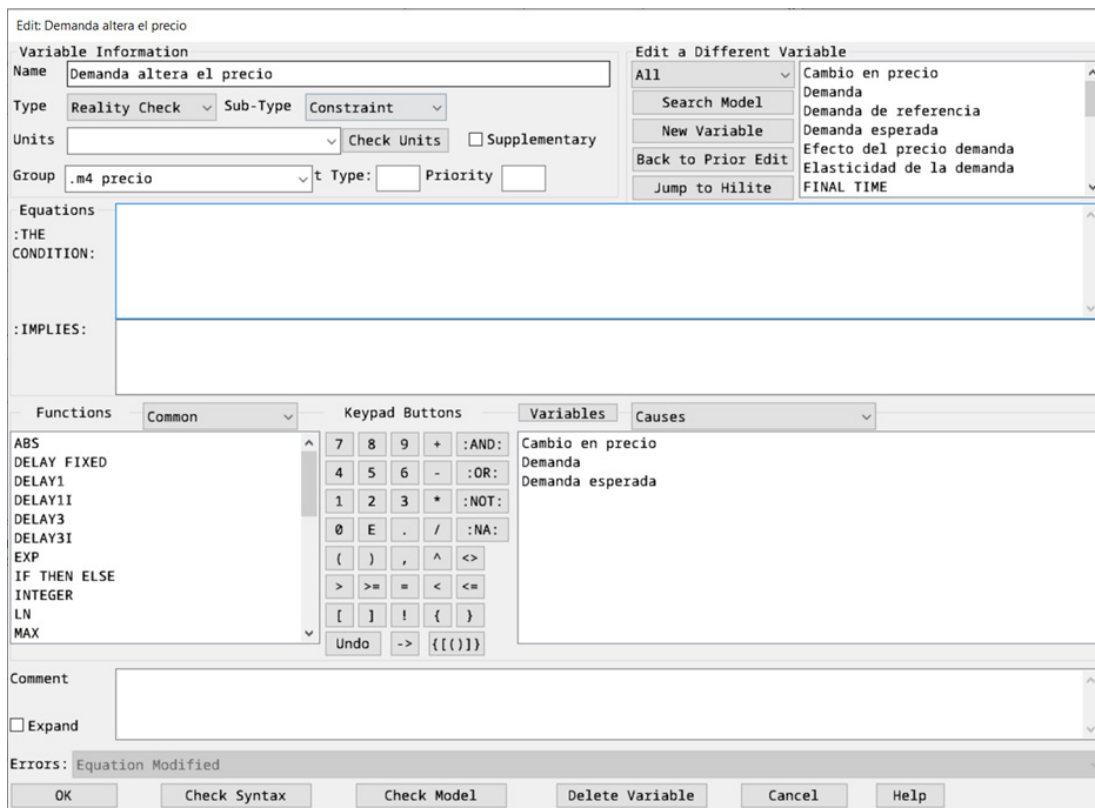 Edit: Demanda altera el precio
Variable Information
Name Demanda altera el precio
Type Reality Check Sub-Type Constraint
Units Check Units Supplementary
Group .m4 precio t Type: Priority
Edit a Different Variable
All
Search Model
New Variable
Back to Prior Edit
Jump to Hilite
Cambio en precio
Demanda
Demanda de referencia
Demanda esperada
Efecto del precio demanda
Elasticidad de la demanda
FINAL TIME
Equations
:THE
CONDITION:
:IMPLIES:
Functions Common
ABS
DELAY FIXED
DELAY1
DELAY1I
DELAY3
DELAY3I
EXP
IF THEN ELSE
INTEGER
LN
MAX
Keypad Buttons
7 8 9 + :AND:
4 5 6 - :OR:
1 2 3 * :NOT:
0 E . / :NA:
( ) , ^ <>
> >= = < <=
[ ] ! { }
Undo -> {[()]}
Variables Causes
Cambio en precio
Demanda
Demanda esperada
Comment
Expand
Errors: Equation Modified
OK Check Syntax Check Model Delete Variable Cancel Help